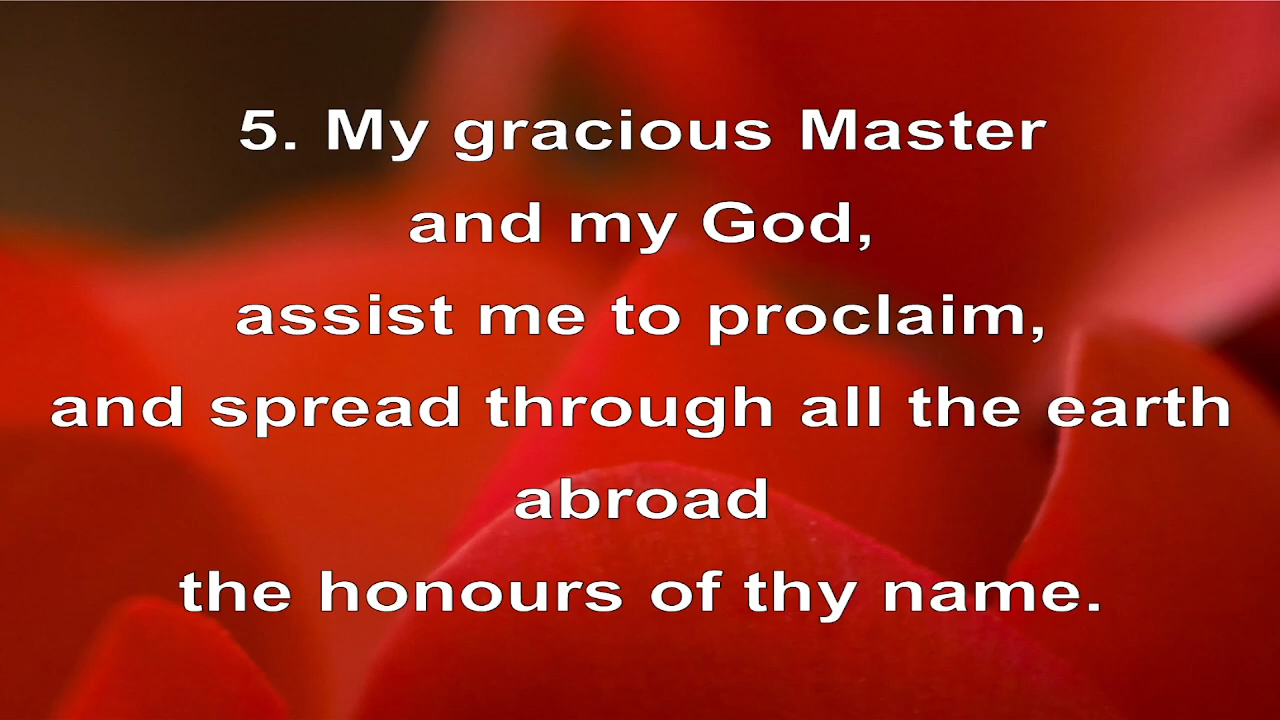 5. My gracious Master
and my God,
assist me to proclaim,
and spread through all the earth
abroad
the honours of thy name.